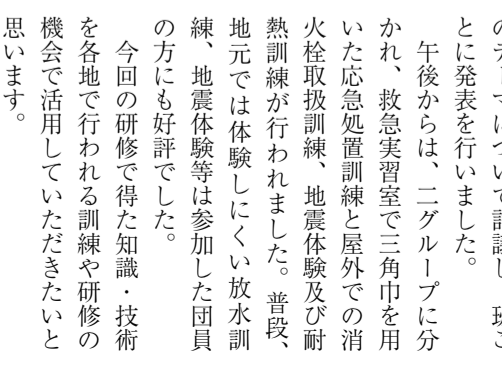 とに発表を行いました。
　午後からは、二グループに分
かれ、救急実習室で三角巾を用
いた応急処置訓練と屋外での消
火栓取扱訓練、地震体験及び耐
熱訓練が行われました。普段、
地元では体験しにくい放水訓
練、地震体験等は参加した団員
の方にも好評でした。
　今回の研修で得た知識・技術
を各地で行われる訓練や研修の
機会で活用していただきたいと
思います。